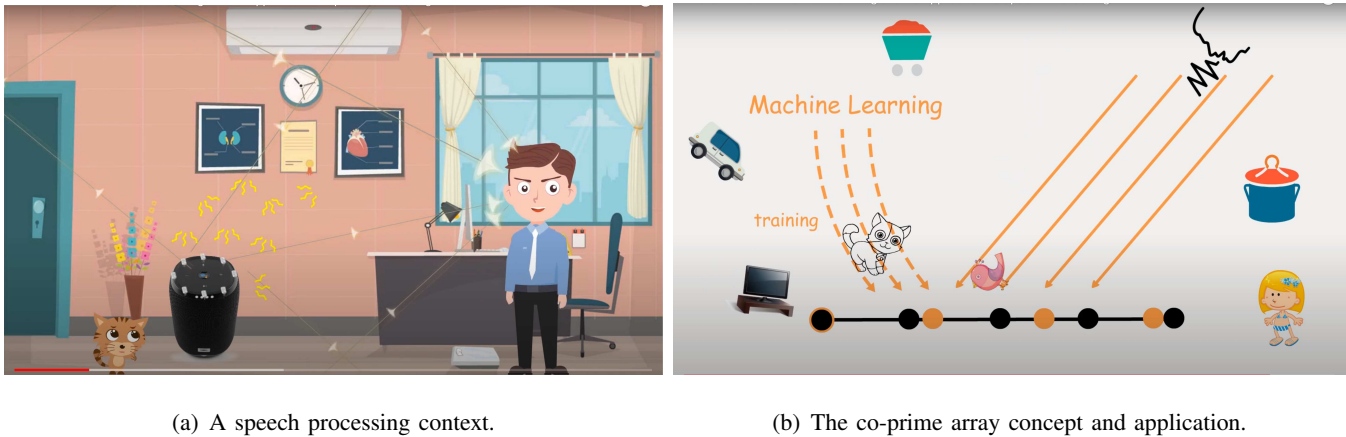 Machine Learning
training
(a) A speech processing context.
(b) The co-prime array concept and application.